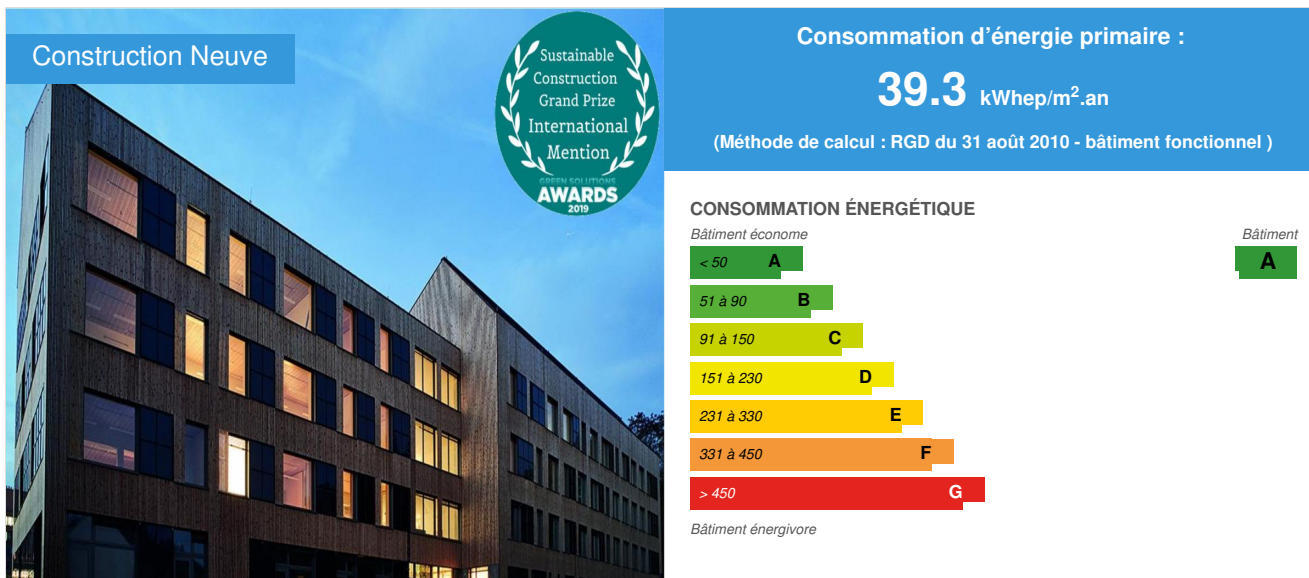 Construction Neuve
Sustainable
Construction
Grand Prize
International
Mention
GREEN SOLUTIONS
AWARDS
2019
Consommation d'énergie primaire :
39.3 kWhep/m².an
(Méthode de calcul : RGD du 31 août 2010 - bâtiment fonctionnel )
CONSOMMATION ÉNERGÉTIQUE
Bâtiment économe
Bâtiment
< 50 A
A
51 à 90 B
91 à 150 C
151 à 230 D
231 à 330 E
331 à 450 F
> 450 G
Bâtiment énergivore